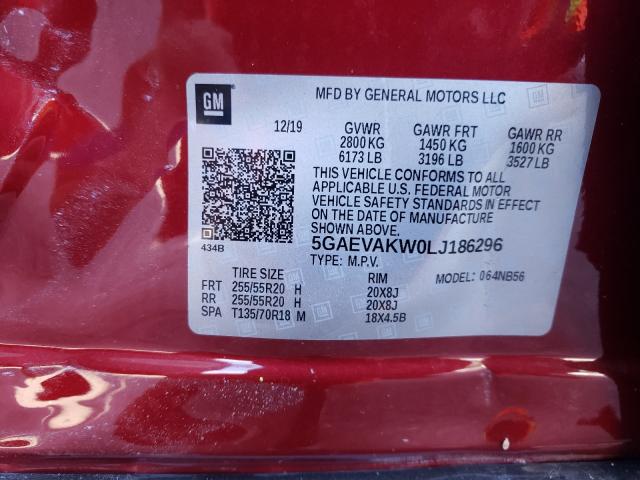 GM
MFD BY GENERAL MOTORS LLC
12/19 GVWR GAWR FRT GAWR RR
2800 KG 1450 KG 1600 KG
6173 LB 3196 LB 3527 LB
THIS VEHICLE CONFORMS TO ALL
APPLICABLE U.S. FEDERAL MOTOR
VEHICLE SAFETY STANDARDS IN EFFECT
ON THE DATE OF MANUFACTURE
434B
5GAEVAKW0LJ186296
TYPE: M.P.V. MODEL: 064NB56
TIRE SIZE RIM
FRT 255/55R20 H 20X8J
RR 255/55R20 H 20X8J
SPA T135/70R18 M 18X4.5B